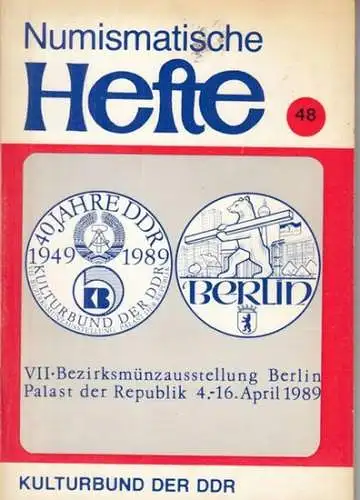 Numismatische
Hefte
48
40 JAHRE DDR
1949 1989
KULTURBUND DER DDR
KB
BERLIN
VII·Bezirksmünzausstellung Berlin
Palast der Republik 4.-16. April 1989
KULTURBUND DER DDR